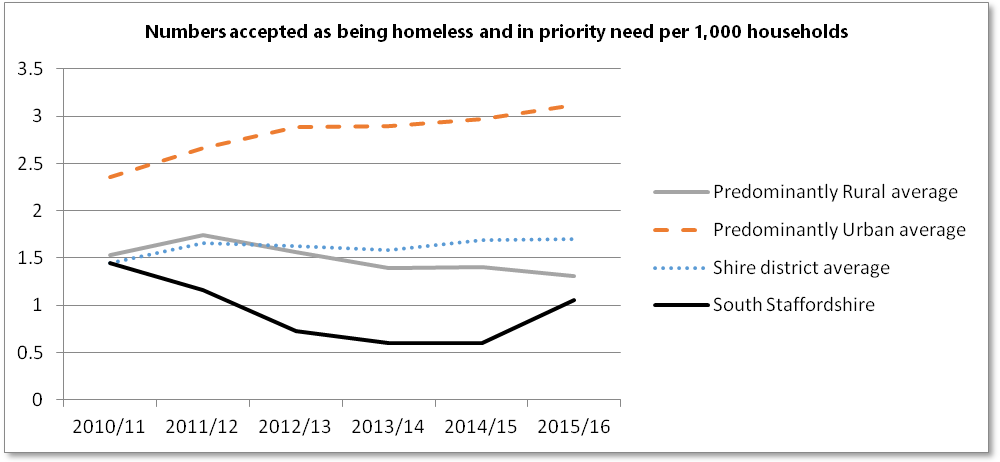 Numbers accepted as being homeless and in priority need per 1,000 households
3.5
3
2.5
2
1.5
1
0.5
0
2010/11 2011/12 2012/13 2013/14 2014/15 2015/16
Predominantly Rural average
Predominantly Urban average
Shire district average
South Staffordshire